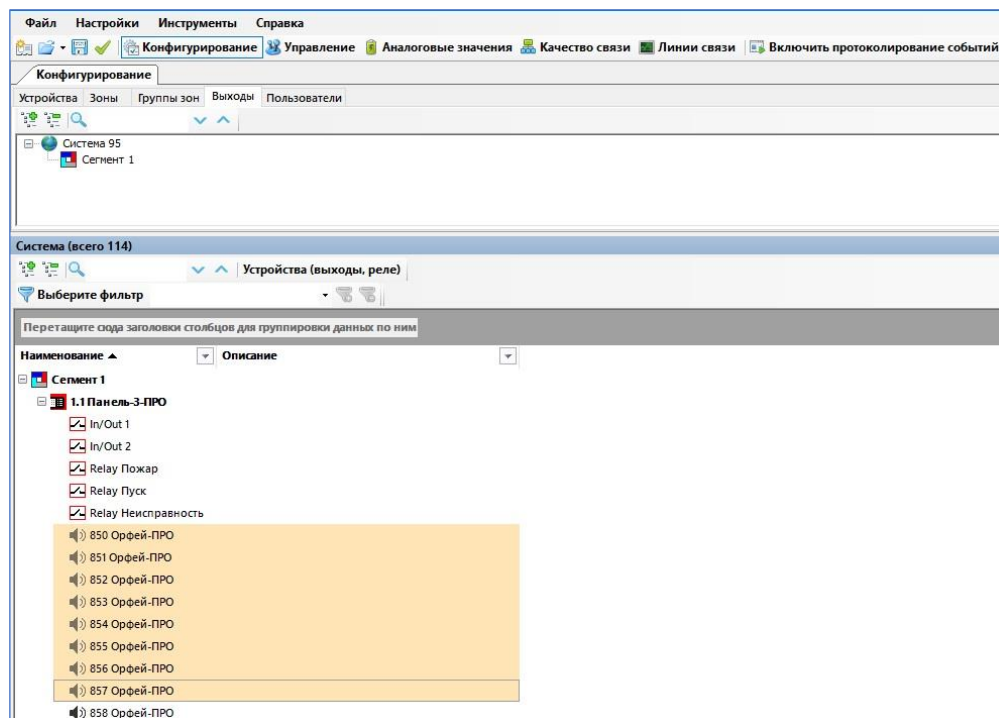 Файл Настройки Инструменты Справка
Конфигурирование Управление Аналоговые значения Качество связи Линии связи Включить протоколирование событий
Конфигурирование
Устройства Зоны Группы зон Выходы Пользователи
Система 95
Сегмент 1
Система (всего 114)
Устройства (выходы, реле)
Выберите фильтр
Перетащите сюда заголовки столбцов для группировки данных по ним
Наименование Описание
Сегмент 1
1.1 Панель-3-ПРО
In/Out 1
In/Out 2
Relay Пожар
Relay Пуск
Relay Неисправность
850 Орфей-ПРО
851 Орфей-ПРО
852 Орфей-ПРО
853 Орфей-ПРО
854 Орфей-ПРО
855 Орфей-ПРО
856 Орфей-ПРО
857 Орфей-ПРО
858 Орфей-ПРО